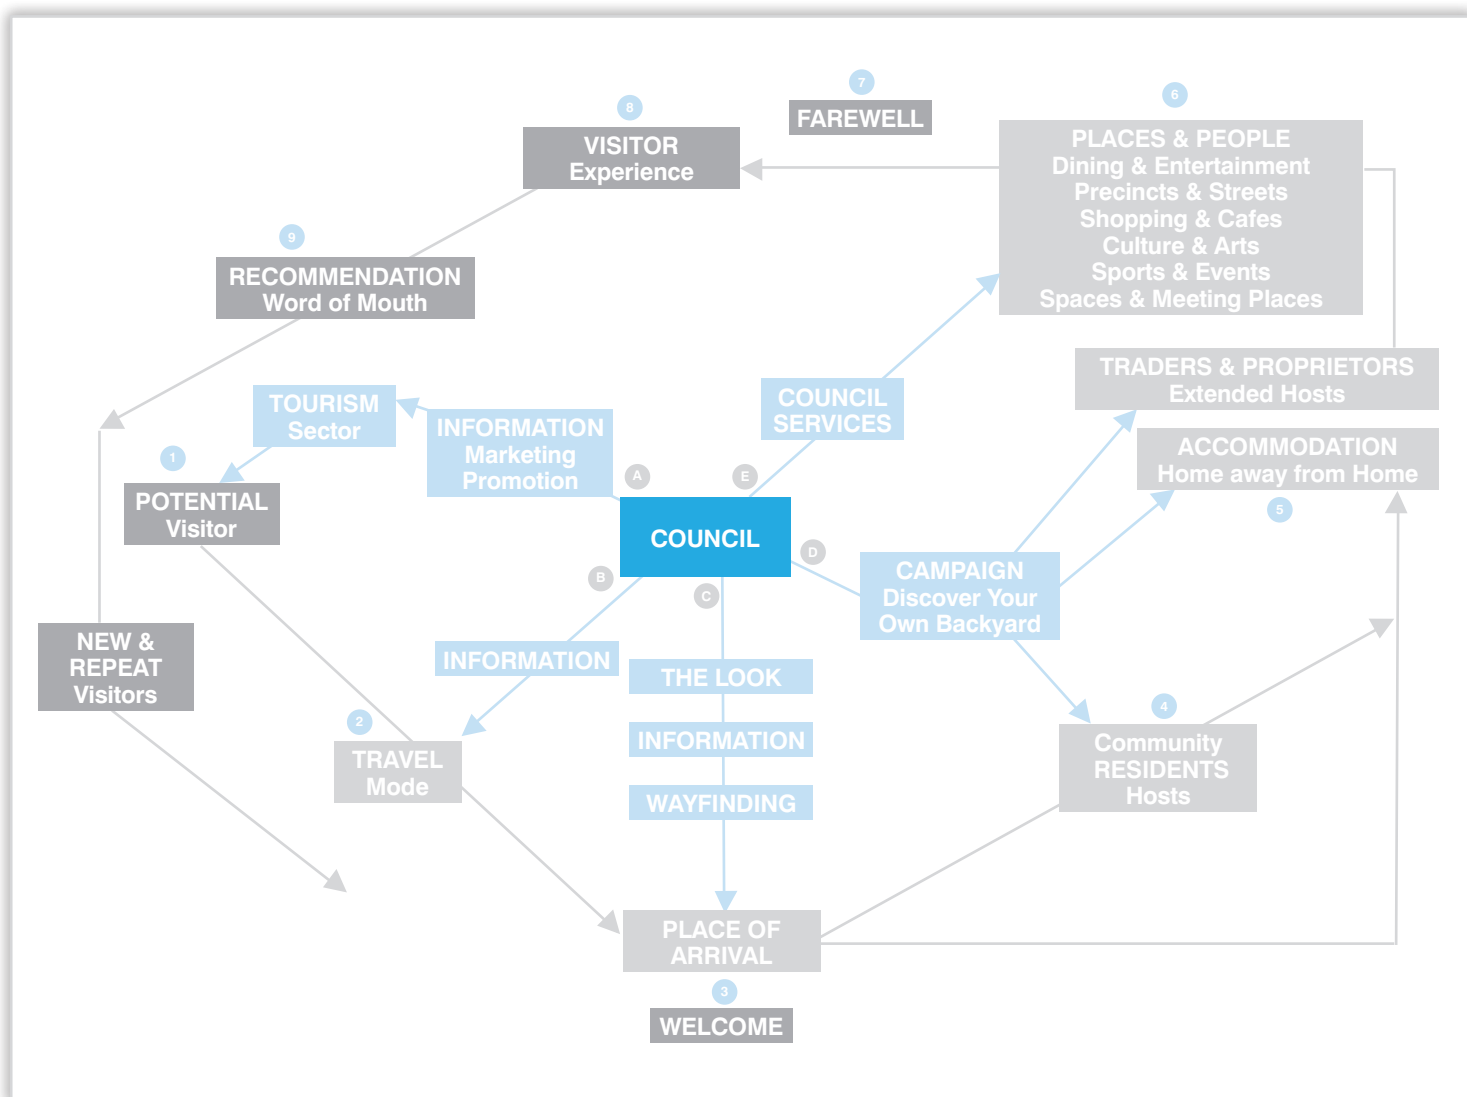 7
FAREWELL
6
PLACES & PEOPLE
Dining & Entertainment
Precincts & Streets
Shopping & Cafes
Culture & Arts
Sports & Events
Spaces & Meeting Places
8
VISITOR
Experience
9
RECOMMENDATION
Word of Mouth
TRADERS & PROPRIETORS
Extended Hosts
COUNCIL
SERVICES
TOURISM
Sector
INFORMATION
Marketing
Promotion
ACCOMMODATION
Home away from Home
5
1
POTENTIAL
Visitor
A
E
COUNCIL
D
B
C
CAMPAIGN
Discover Your
Own Backyard
NEW &
REPEAT
Visitors
INFORMATION
THE LOOK
INFORMATION
WAYFINDING
2
TRAVEL
Mode
4
Community
RESIDENTS
Hosts
PLACE OF
ARRIVAL
3
WELCOME